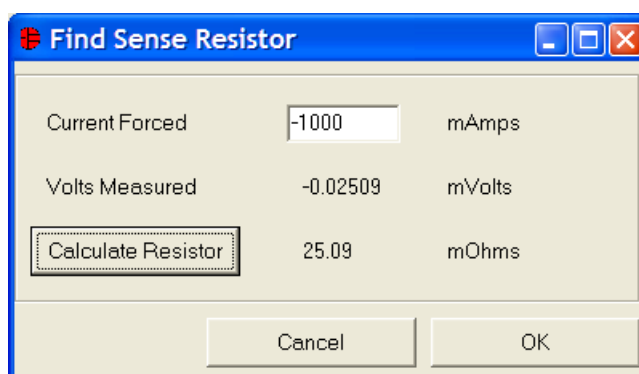 Find Sense Resistor
Current Forced -1000 mAmps
Volts Measured -0.02509 mVolts
Calculate Resistor 25.09 mOhms
Cancel OK